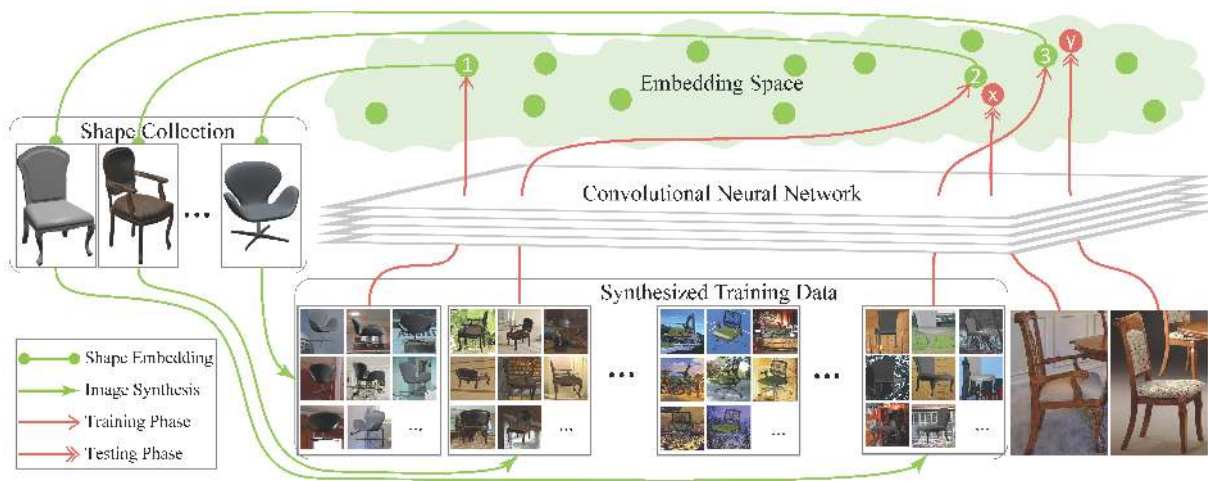 y
1
3
2
x
Embedding Space
Shape Collection
...
Convolutional Neural Network
Synthesized Training Data
...
...
...
...
...
...
Shape Embedding
Image Synthesis
Training Phase
Testing Phase